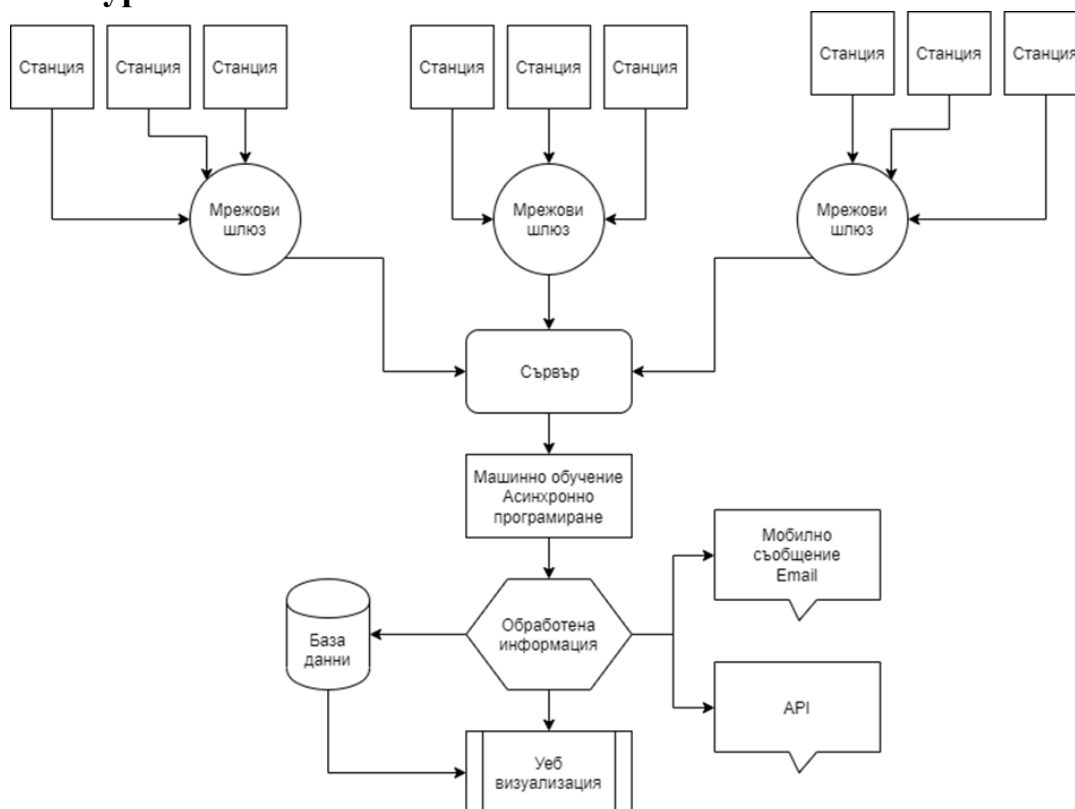 Станция
Станция
Станция
Станция
Станция
Станция
Станция
Станция
Станция
Мрежови
шлюз
Мрежови
шлюз
Мрежови
шлюз
Сървър
Машинно обучение
Асинхронно
програмиране
Мобилно
съобщение
Email
База
данни
Обработена
информация
API
Уеб
визуализация